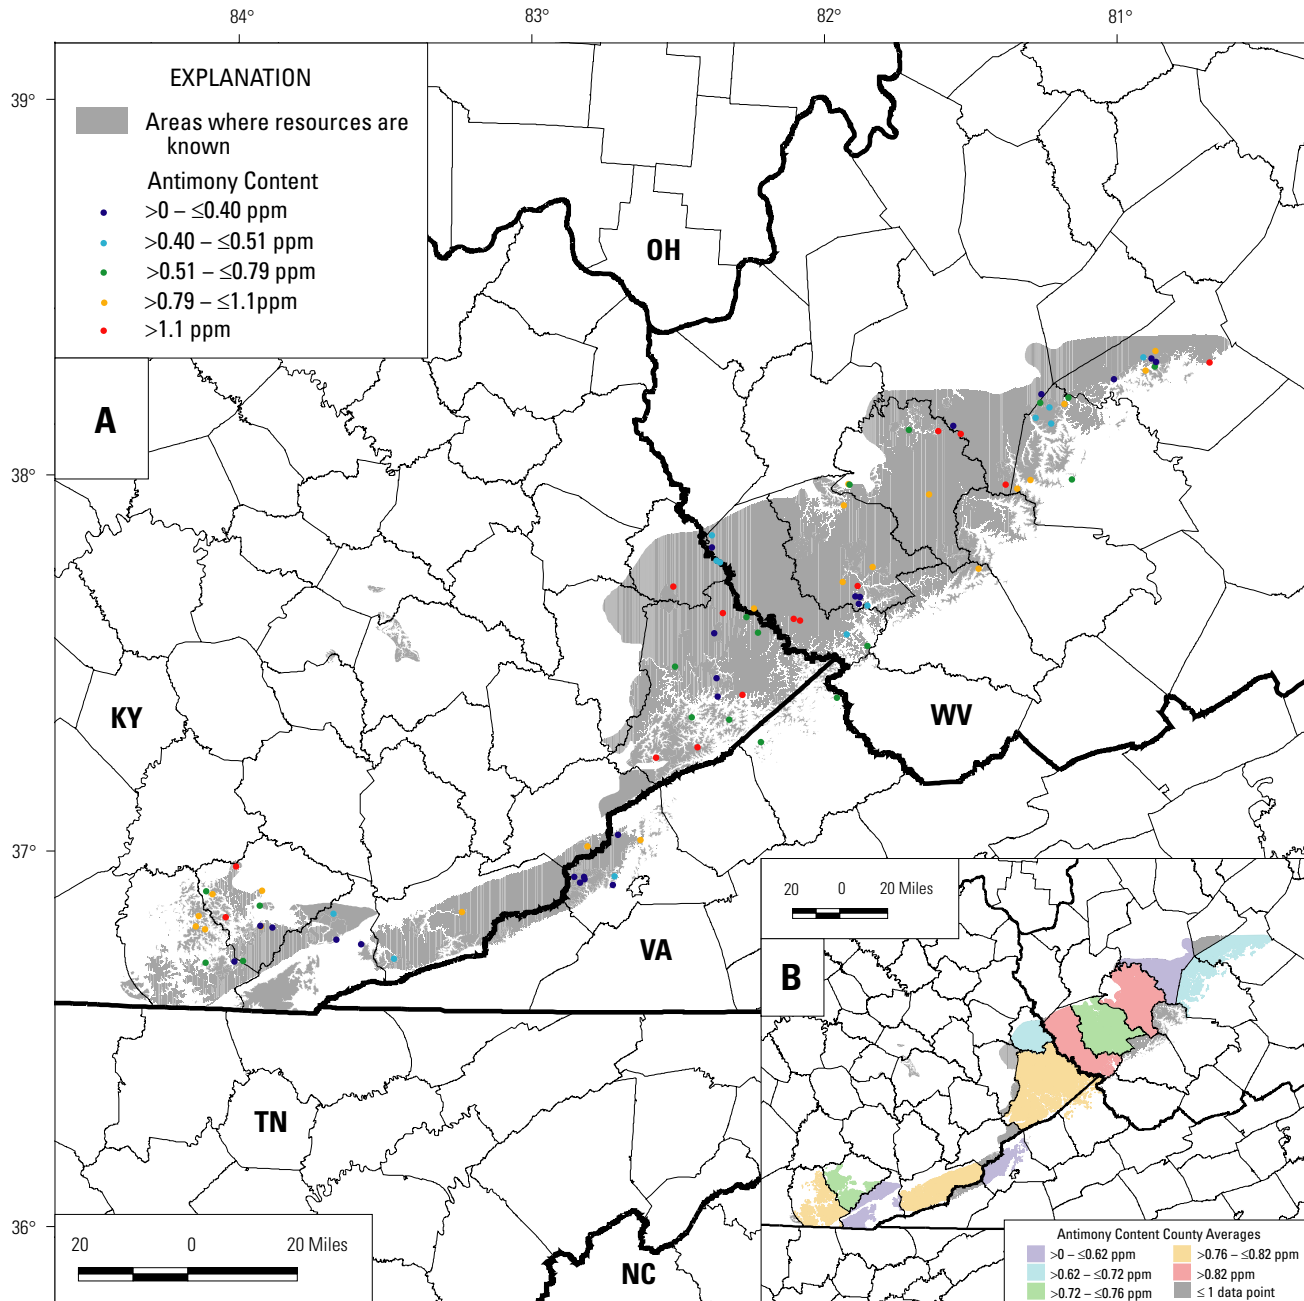 84°
83°
82°
81°
39°
38°
37°
36°
EXPLANATION
Areas where resources are
known
Antimony Content
>0 – ≤0.40 ppm
>0.40 – ≤0.51 ppm
>0.51 – ≤0.79 ppm
>0.79 – ≤1.1ppm
>1.1 ppm
A
OH
KY
WV
VA
TN
NC
20 0 20 Miles
B
20 0 20 Miles
Antimony Content County Averages
>0 – ≤0.62 ppm
>0.62 – ≤0.72 ppm
>0.72 – ≤0.76 ppm
>0.76 – ≤0.82 ppm
>0.82 ppm
≤ 1 data point